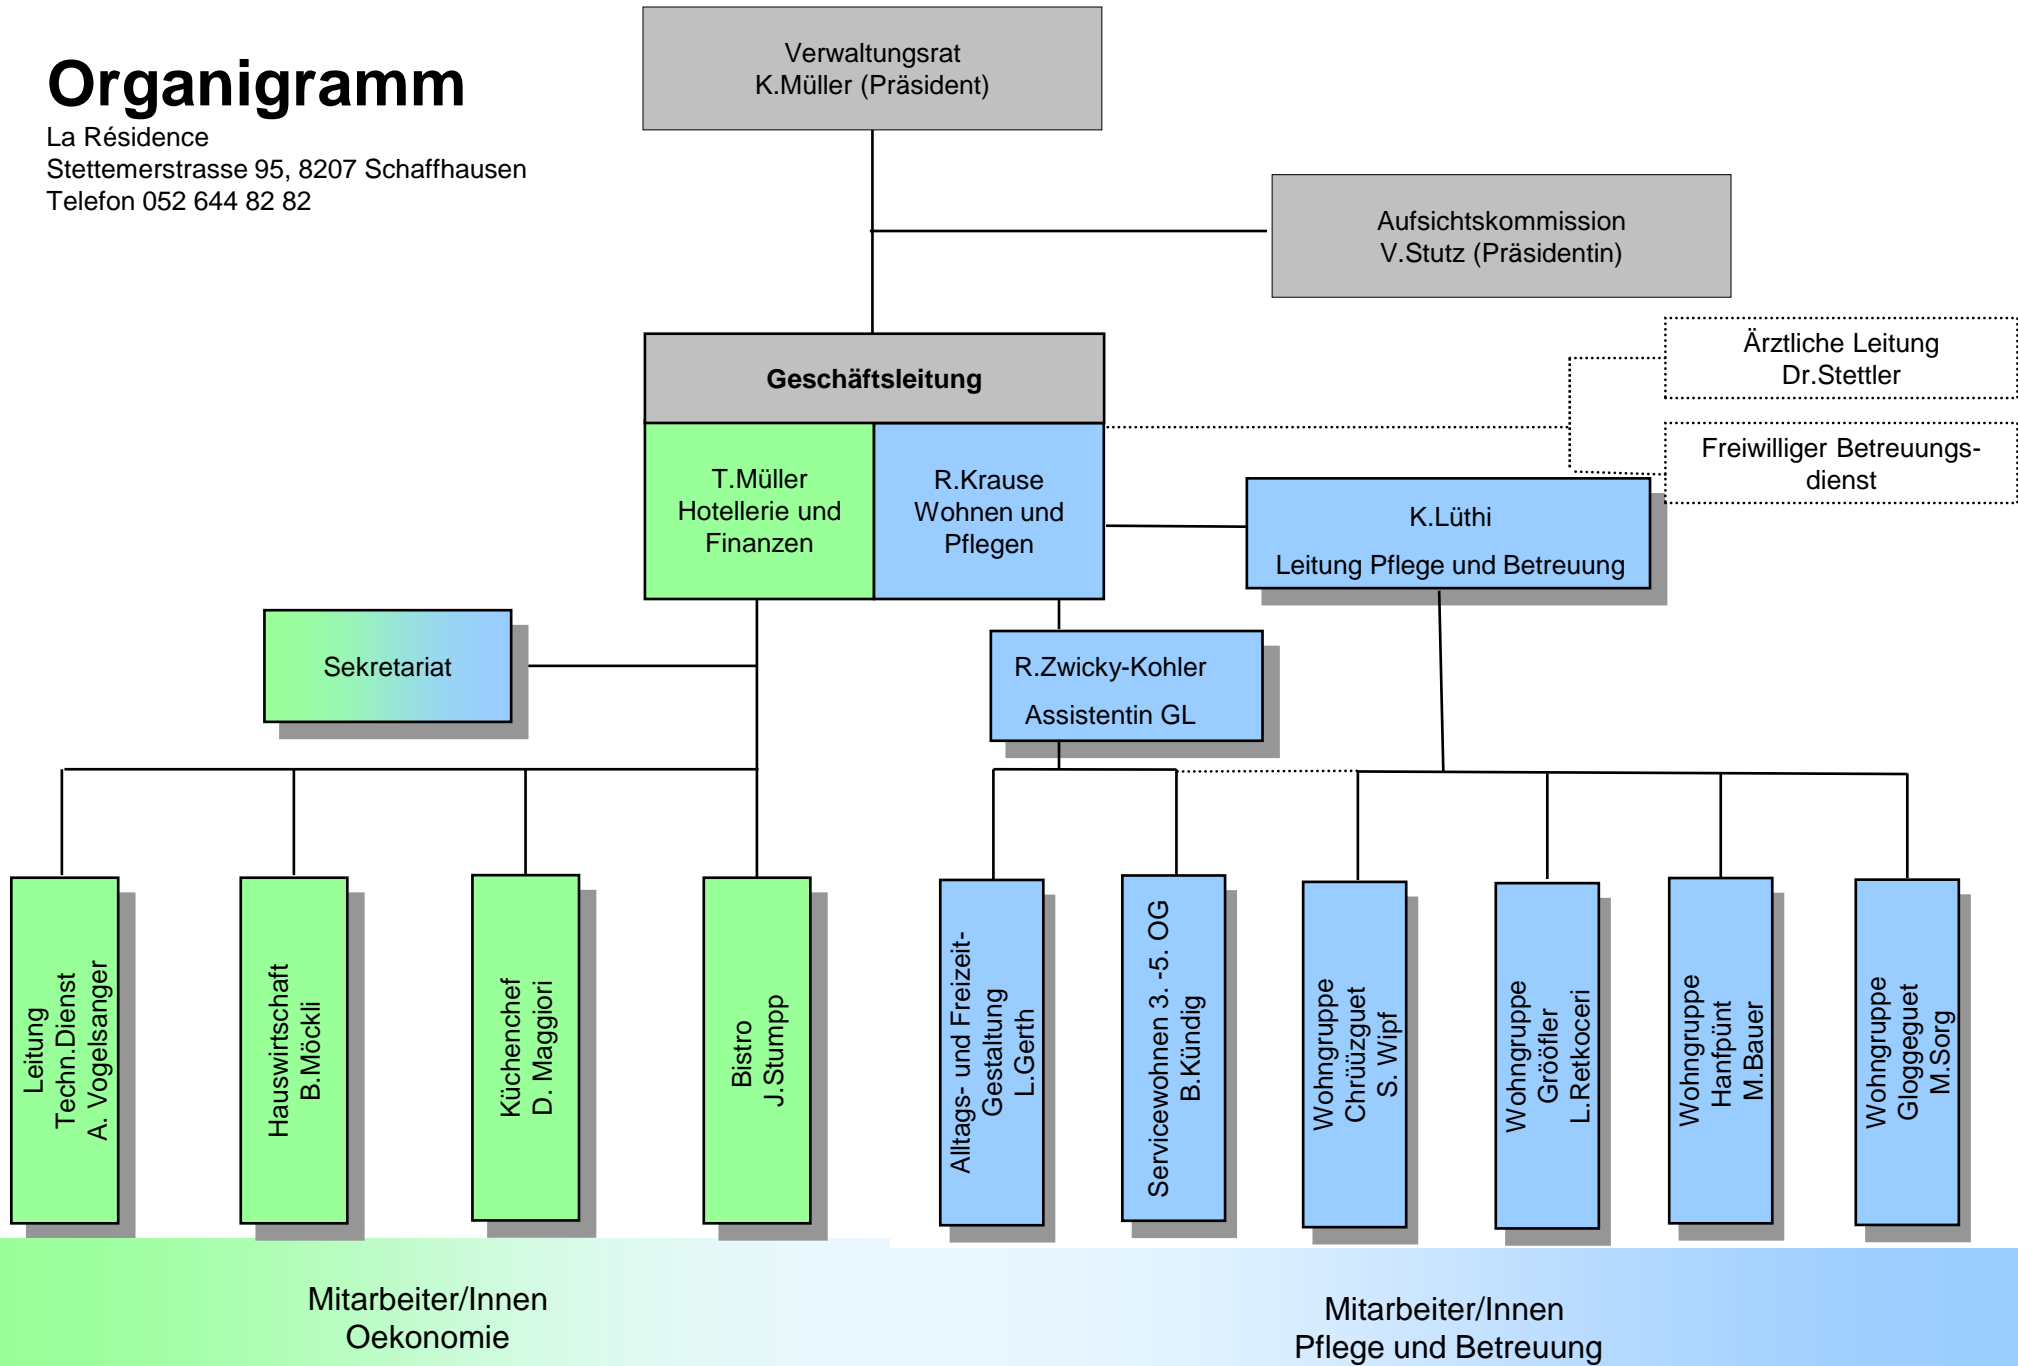 Organigramm
La Résidence
Stettemerstrasse 95, 8207 Schaffhausen
Telefon 052 644 82 82
Verwaltungsrat
K.Müller (Präsident)
Aufsichtskommission
V.Stutz (Präsidentin)
Geschäftsleitung
Ärztliche Leitung
Dr.Stettler
Freiwilliger Betreuungs-
dienst
T.Müller
Hotellerie und
Finanzen
R.Krause
Wohnen und
Pflegen
K.Lüthi
Leitung Pflege und Betreuung
Sekretariat
R.Zwicky-Kohler
Assistentin GL
Leitung
Techn.Dienst
A. Vogelsanger
Hauswirtschaft
B.Möckli
Küchenchef
D. Maggiori
Bistro
J.Stumpp
Alltags- und Freizeit-
Gestaltung
L.Gerth
Servicewohnen 3. -5. OG
B.Kündig
Wohngruppe
Chrüüzguet
S. Wipf
Wohngruppe
Gröőfler
L.Retkoceri
Wohngruppe
Hanfpünt
M.Bauer
Wohngruppe
Gloggeguet
M.Sorg
Mitarbeiter/Innen
Oekonomie
Mitarbeiter/Innen
Pflege und Betreuung